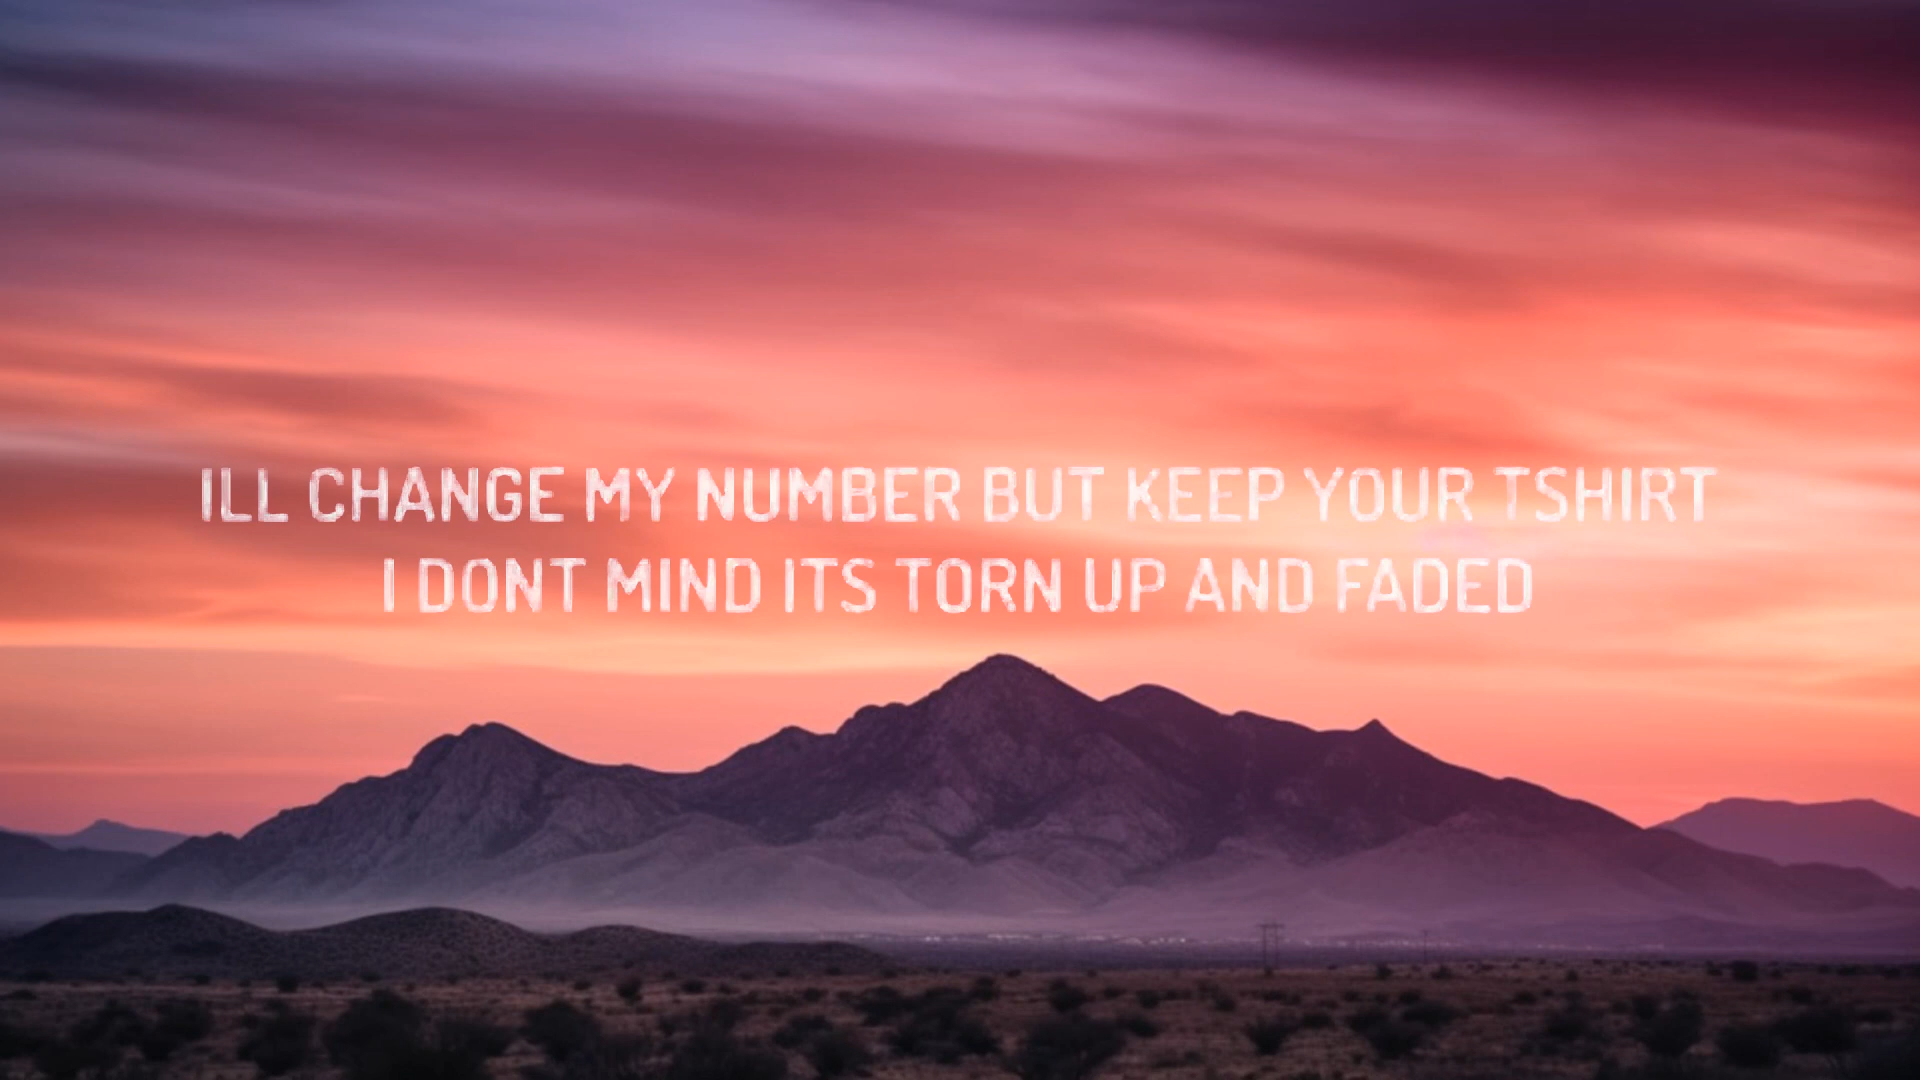 ILL CHANGE MY NUMBER BUT KEEP YOUR TSHIRT
I DONT MIND ITS TORN UP AND FADED